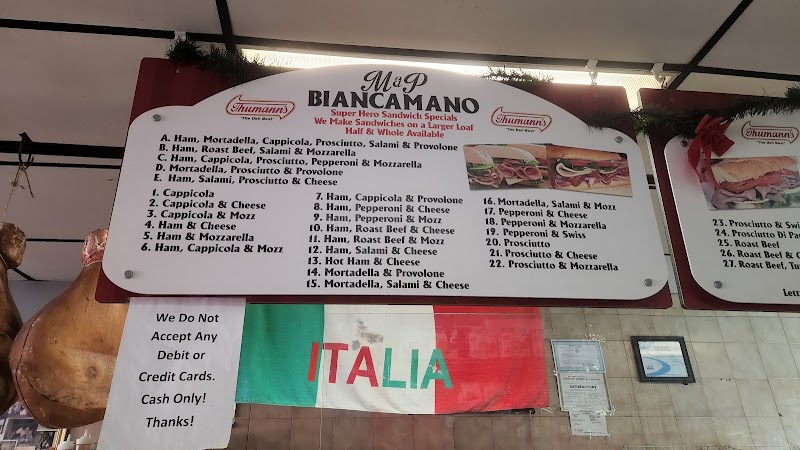 M & P
BIANCAMANO
Super Hero Sandwich Specials
We Make Sandwiches on a Larger Loaf
Half & Whole Available
Thumann's
"The Deli Best"
Thumann's
"The Deli Best"
A. Ham, Mortadella, Cappicola, Prosciutto, Salami & Provolone
B. Ham, Roast Beef, Salami & Mozzarella
C. Ham, Cappicola, Prosciutto, Pepperoni & Mozzarella
D. Mortadella, Prosciutto & Provolone
E. Ham, Salami, Prosciutto & Cheese
1. Cappicola
2. Cappicola & Cheese
3. Cappicola & Mozz
4. Ham & Cheese
5. Ham & Mozzarella
6. Ham, Cappicola & Mozz
7. Ham, Cappicola & Provolone
8. Ham, Pepperoni & Cheese
9. Ham, Pepperoni & Mozz
10. Ham, Roast Beef & Cheese
11. Ham, Roast Beef & Mozz
12. Ham, Salami & Cheese
13. Hot Ham & Cheese
14. Mortadella & Provolone
15. Mortadella, Salami & Cheese
16. Mortadella, Salami & Mozz
17. Pepperoni & Cheese
18. Pepperoni & Mozzarella
19. Pepperoni & Swiss
20. Prosciutto
21. Prosciutto & Cheese
22. Prosciutto & Mozzarella
Thumann's
"The Deli Best"
23. Prosciutto & Swi
24. Prosciutto Di Pa
25. Roast Beef
26. Roast Beef & C
27. Roast Beef, Tu
Lett
We Do Not
Accept Any
Debit or
Credit Cards.
Cash Only!
Thanks!
ITALIA